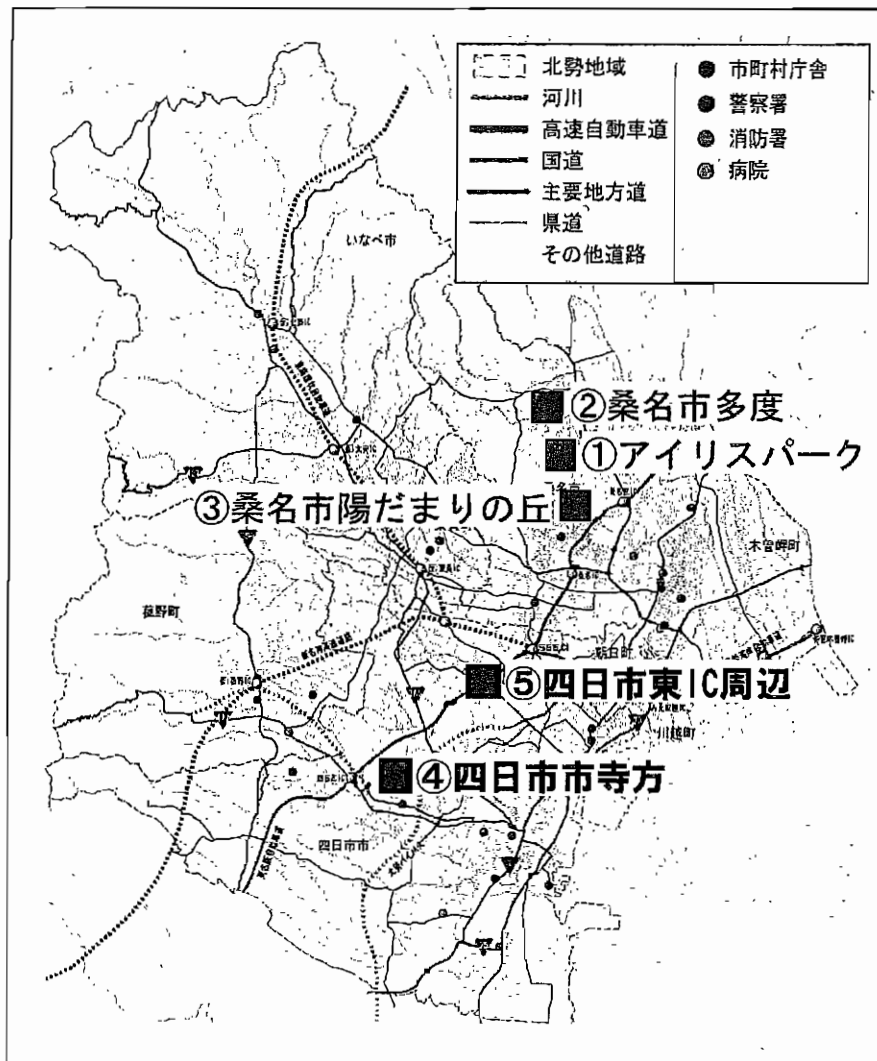 北勢地域
河川
高速自動車道
国道
主要地方道
県道
その他道路
市町村庁舎
警察署
消防署
病院
いなべ市
②桑名市多度
①アイリスパーク
③桑名市陽だまりの丘
木曽岬町
菰野町
朝日町
⑤四日市東IC周辺
川越町
④四日市市寺方
四日市市